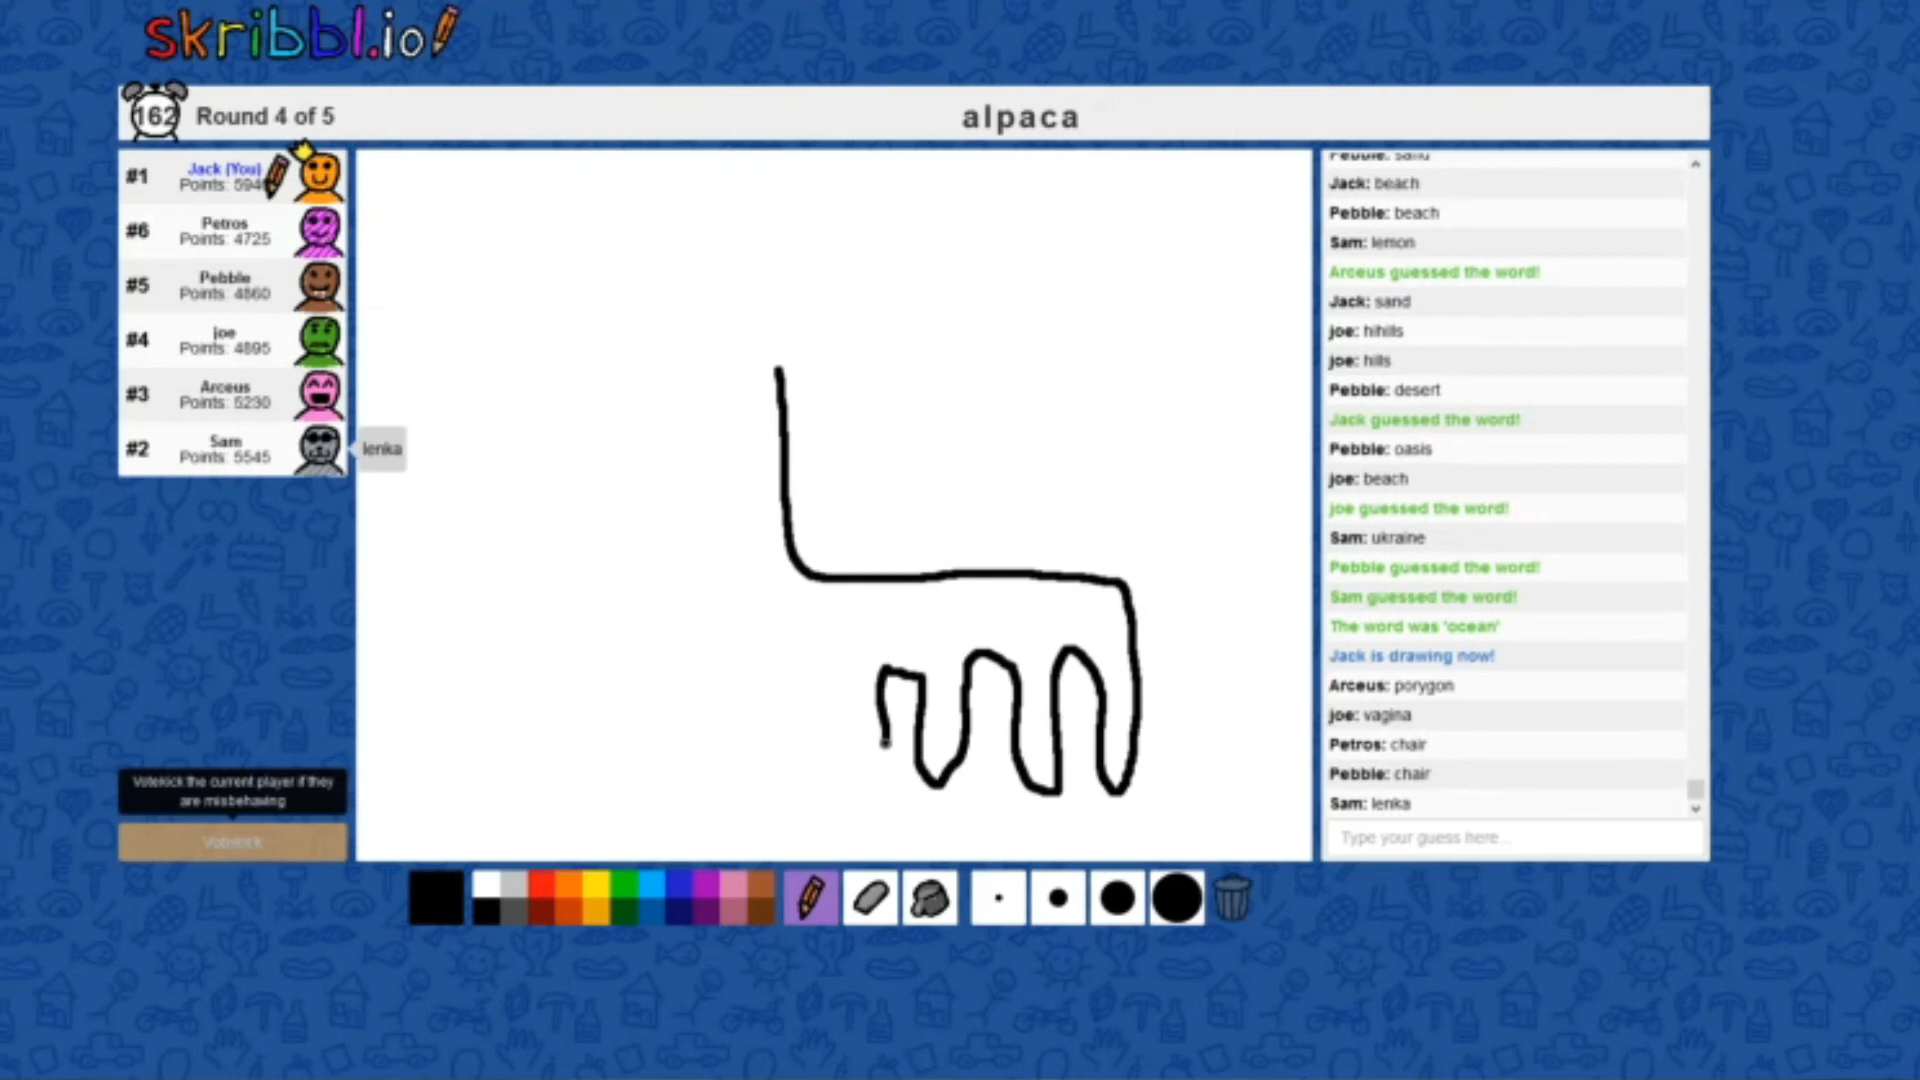 skribbl.io
162
Round 4 of 5
alpaca
#1
Jack (You)
Points: 594
#6
Petros
Points: 4725
#5
Pebble
Points: 4860
#4
joe
Points: 4895
#3
Arceus
Points: 5230
#2
Sam
Points: 5545
lenka
Votekick the current player if they
are misbehaving
Votekick
Pebble: sand
Jack: beach
Pebble: beach
Sam: lemon
Arceus guessed the word!
Jack: sand
joe: hihills
joe: hills
Pebble: desert
Jack guessed the word!
Pebble: oasis
joe: beach
joe guessed the word!
Sam: ukraine
Pebble guessed the word!
Sam guessed the word!
The word was 'ocean'
Jack is drawing now!
Arceus: porygon
joe: vagina
Petros: chair
Pebble: chair
Sam: lenka
Type your guess here...